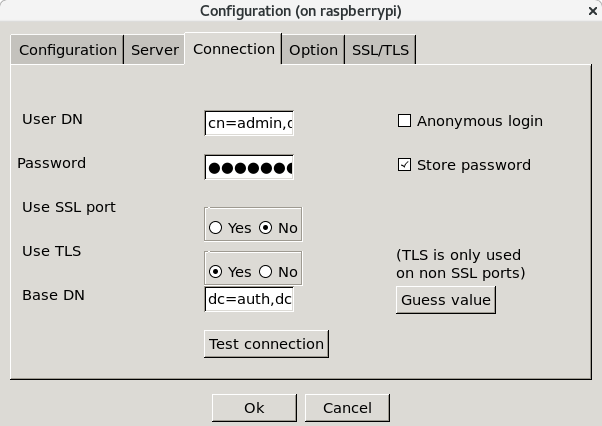 Configuration (on raspberrypi)
Configuration Server Connection Option SSL/TLS
User DN cn=admin, Anonymous login
Password Store password
Use SSL port Yes No
Use TLS Yes No (TLS is only used
on non SSL ports)
Base DN dc=auth,dc Guess value
Test connection
Ok Cancel